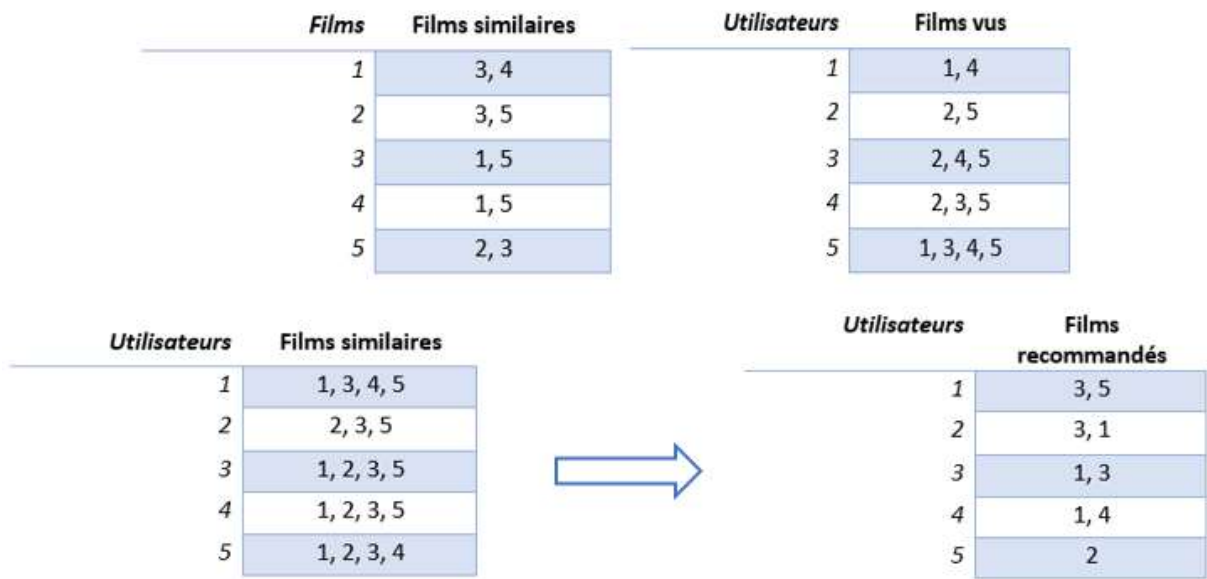 Films Films similaires
1 3, 4
2 3, 5
3 1, 5
4 1, 5
5 2, 3
Utilisateurs Films vus
1 1, 4
2 2, 5
3 2, 4, 5
4 2, 3, 5
5 1, 3, 4, 5
Utilisateurs Films similaires
1 1, 3, 4, 5
2 2, 3, 5
3 1, 2, 3, 5
4 1, 2, 3, 5
5 1, 2, 3, 4
Utilisateurs Films
recommandés
1 3, 5
2 3, 1
3 1, 3
4 1, 4
5 2